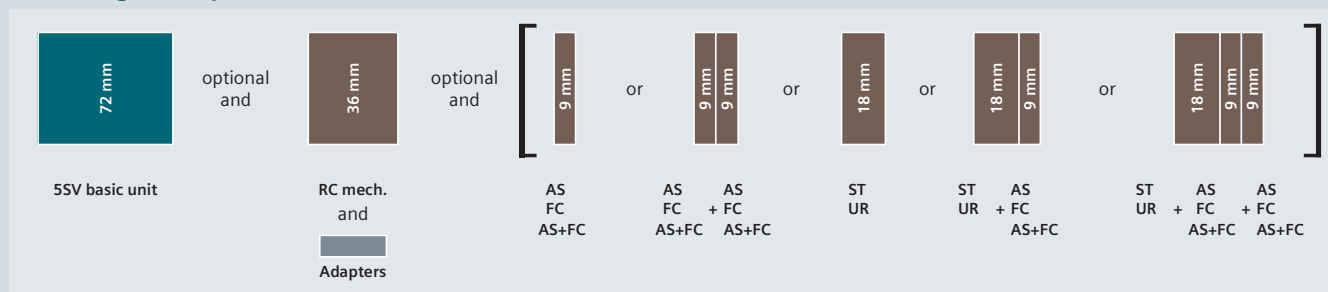 72 mm
optional
and
36 mm
optional
and
9 mm
or
9 mm
9 mm
or
18 mm
or
18 mm
9 mm
or
18 mm
9 mm
9 mm
5SV basic unit
RC mech.
and
Adapters
AS
FC
AS+FC
AS AS
FC + FC
AS+FC AS+FC
ST
UR
ST AS
UR + FC
AS+FC
ST AS AS
UR + FC + FC
AS+FC AS+FC